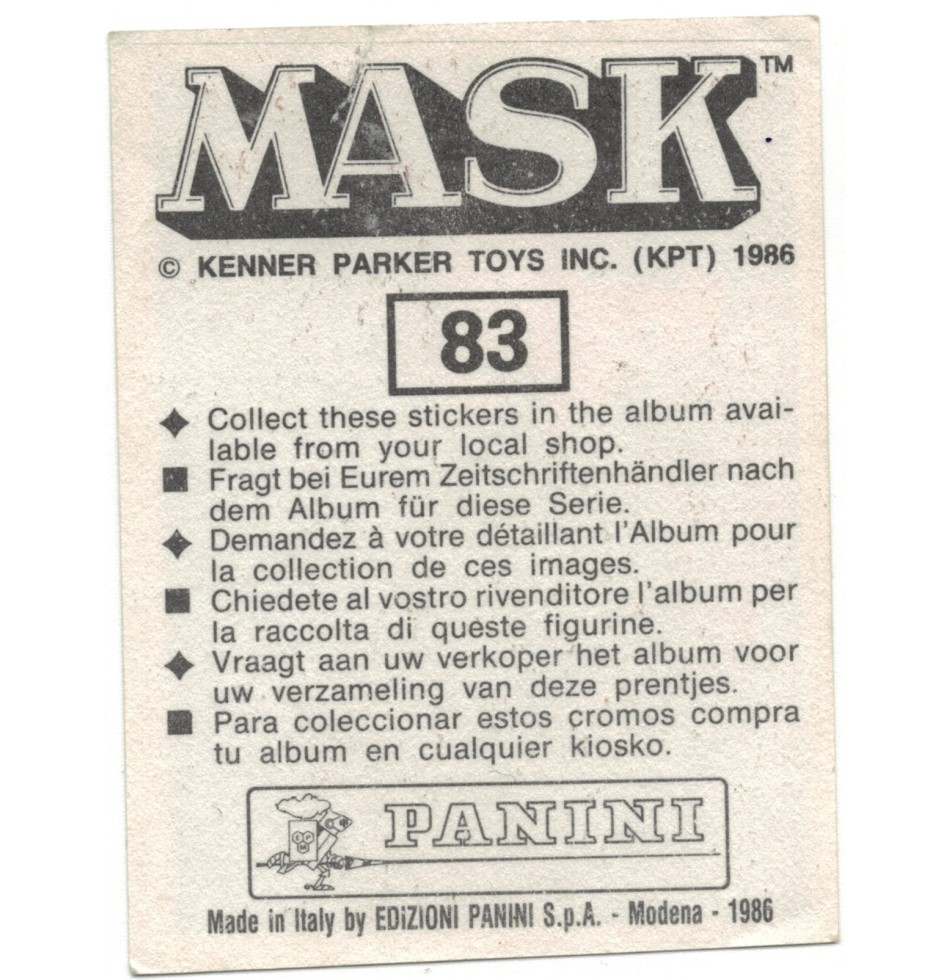 MASK™
© KENNER PARKER TOYS INC. (KPT) 1986
83
◆ Collect these stickers in the album avai-
lable from your local shop.
■ Fragt bei Eurem Zeitschriftenhändler nach
dem Album für diese Serie.
◆ Demandez à votre détaillant l'Album pour
la collection de ces images.
■ Chiedete al vostro rivenditore l'album per
la raccolta di queste figurine.
◆ Vraagt aan uw verkoper het album voor
uw verzameling van deze prentjes.
■ Para coleccionar estos cromos compra
tu album en cualquier kiosko.
PANINI
Made in Italy by EDiZIONI PANINI S.p.A. - Modena - 1986